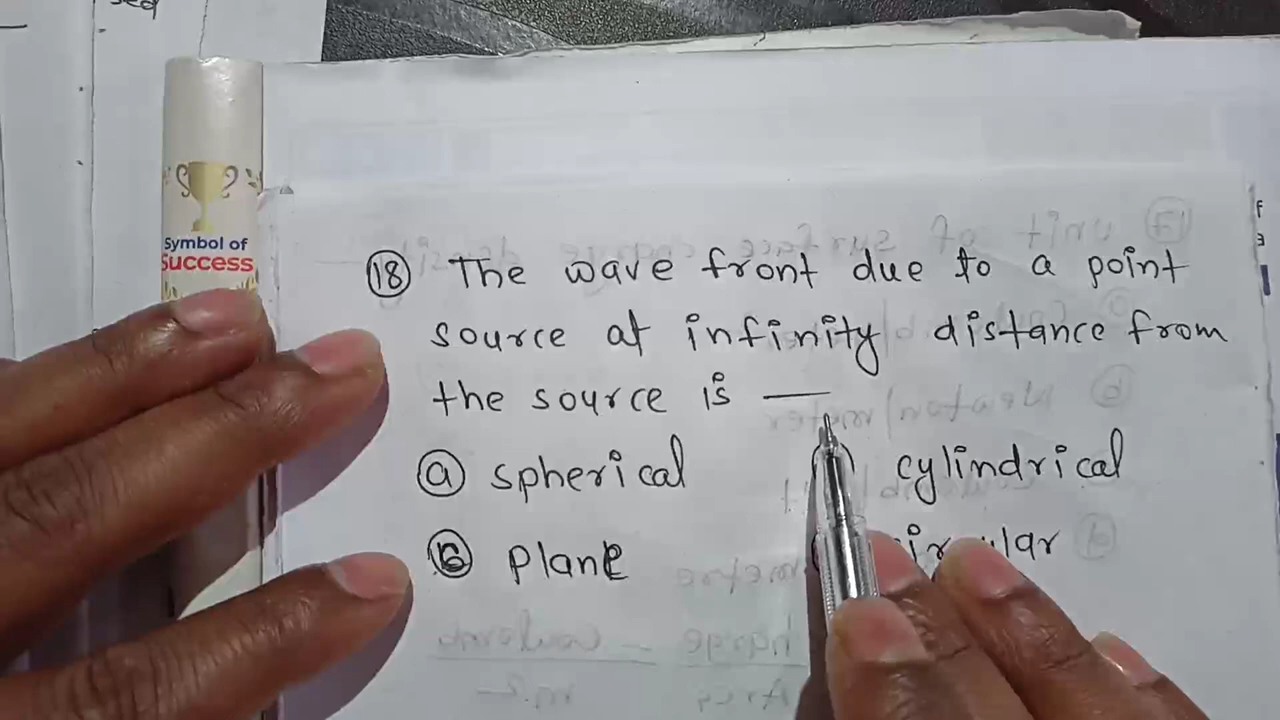 sed
Symbol of
Success
(18) The wave front due to a point
source at infinity distance from
the source is —
(a) spherical cylindrical
(b) plane